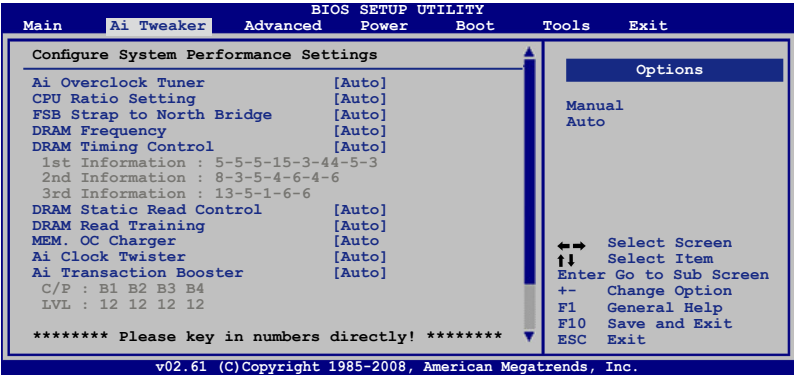 BIOS SETUP UTILITY
Main Ai Tweaker Advanced Power Boot Tools Exit
Configure System Performance Settings
Ai Overclock Tuner [Auto]
CPU Ratio Setting [Auto]
FSB Strap to North Bridge [Auto]
DRAM Frequency [Auto]
DRAM Timing Control [Auto]
1st Information : 5-5-5-15-3-44-5-3
2nd Information : 8-3-5-4-6-4-6
3rd Information : 13-5-1-6-6
DRAM Static Read Control [Auto]
DRAM Read Training [Auto]
MEM. OC Charger [Auto
Ai Clock Twister [Auto]
Ai Transaction Booster [Auto]
C/P : B1 B2 B3 B4
LVL : 12 12 12 12
******** Please key in numbers directly! ********
Options
Manual
Auto
←→ Select Screen
↑↓ Select Item
Enter Go to Sub Screen
+- Change Option
F1 General Help
F10 Save and Exit
ESC Exit
v02.61 (C)Copyright 1985-2008, American Megatrends, Inc.